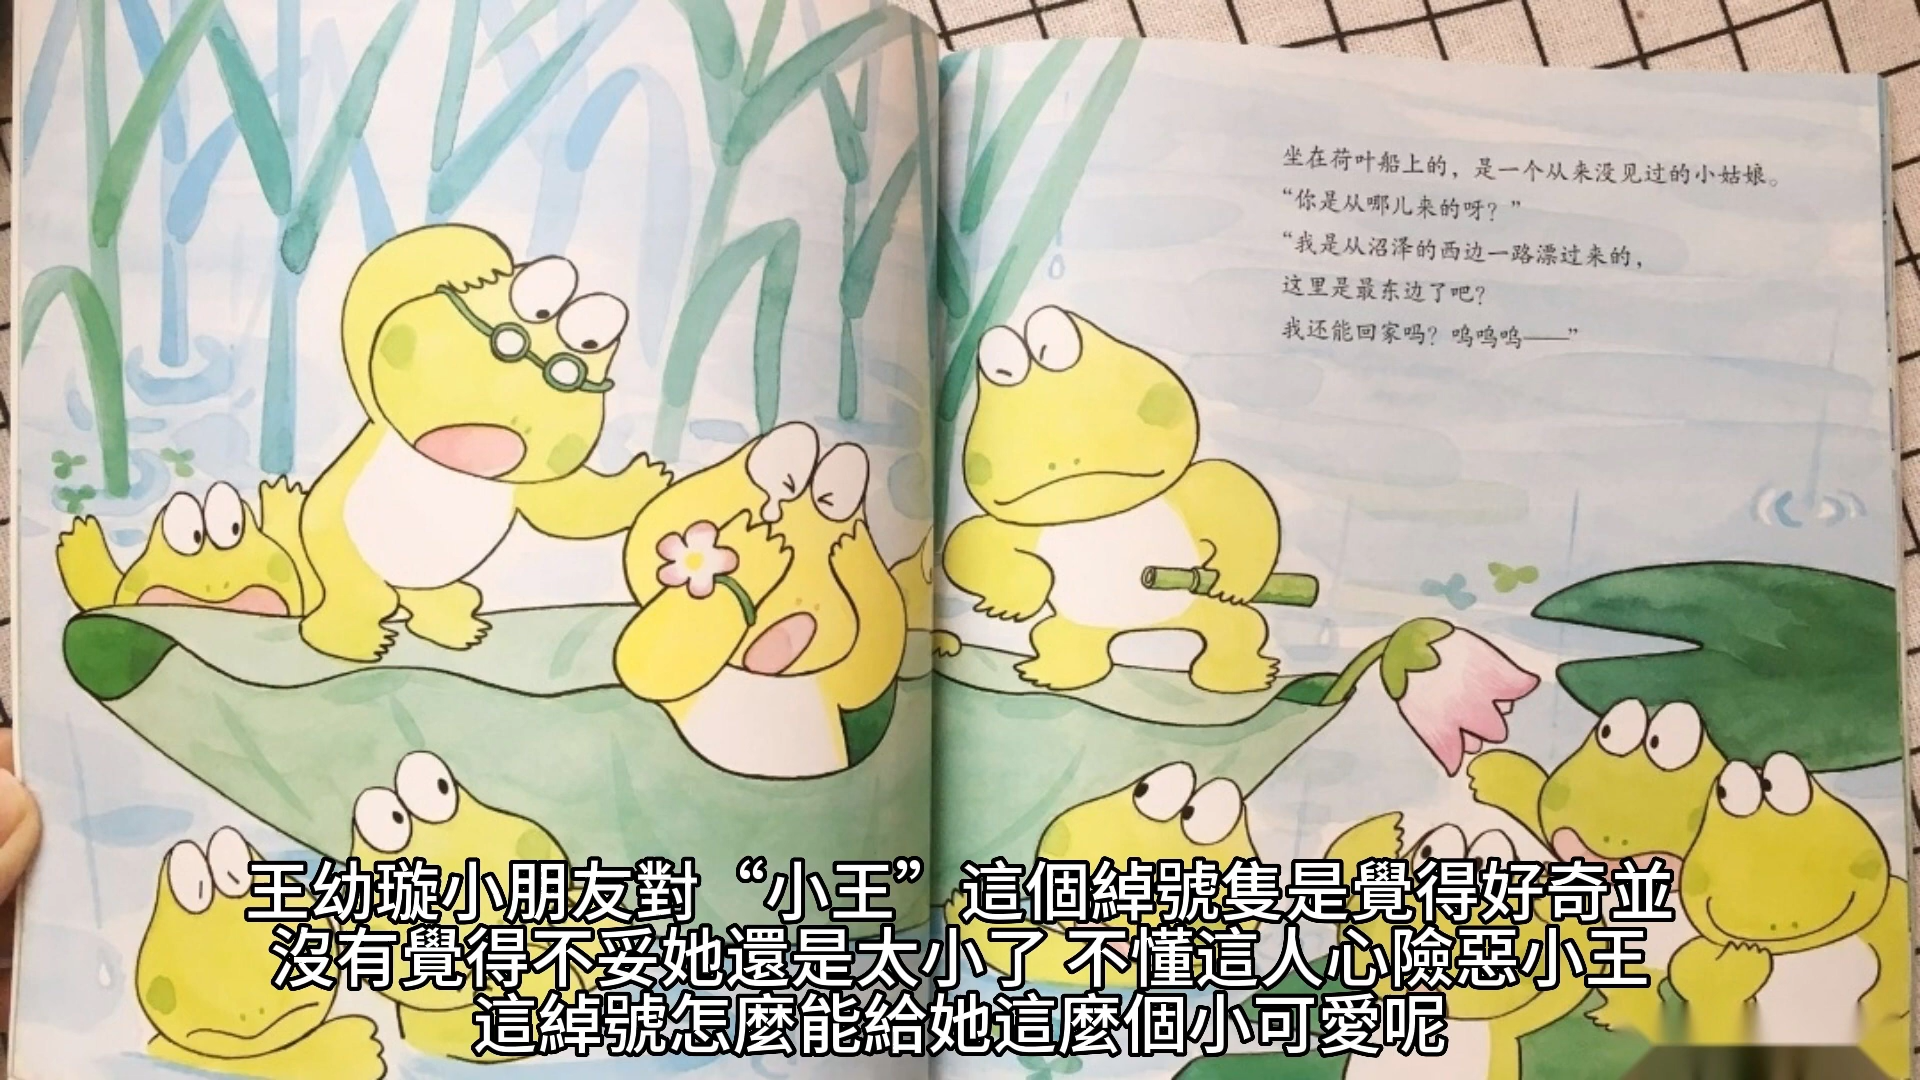 坐在荷叶船上的，是一个从来没见过的小姑娘。
“你是从哪儿来的呀？”
“我是从沼泽的西边一路漂过来的，
这里是最东边了吧？
我还能回家吗？呜呜呜——”
王幼璇小朋友對“小王”這個綽號隻是覺得好奇並
沒有覺得不妥她還是太小了 不懂這人心險惡小王
這綽號怎麼能給她這麼個小可愛呢